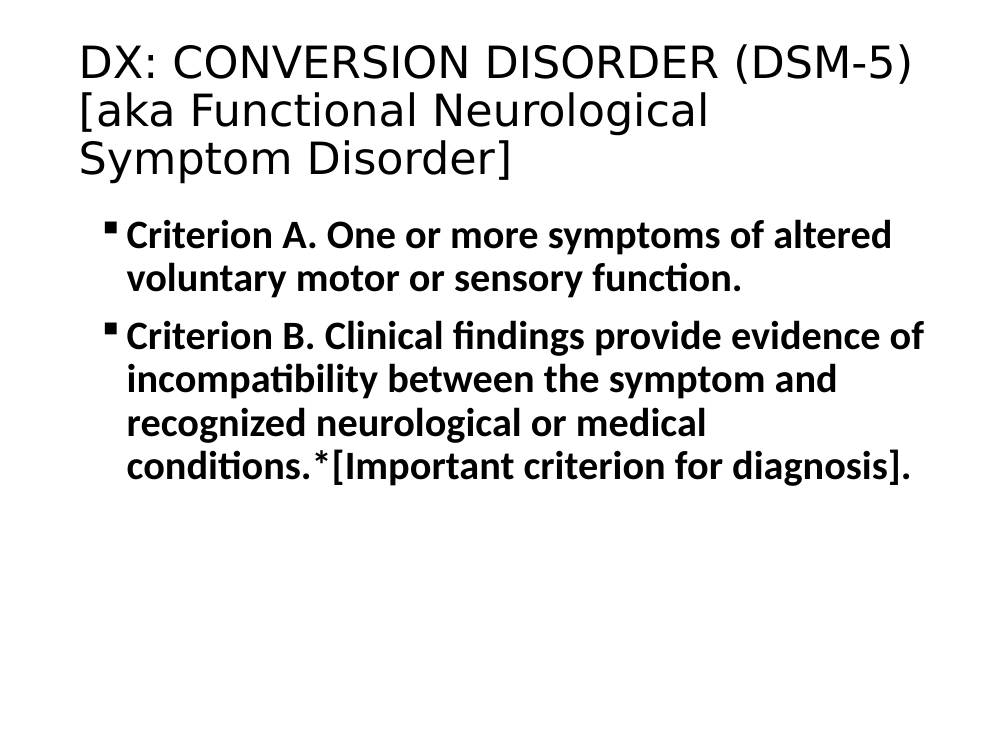 DX: CONVERSION DISORDER (DSM-5)
[aka Functional Neurological
Symptom Disorder]
▪ Criterion A. One or more symptoms of altered
voluntary motor or sensory function.
▪ Criterion B. Clinical findings provide evidence of
incompatibility between the symptom and
recognized neurological or medical
conditions.*[Important criterion for diagnosis].